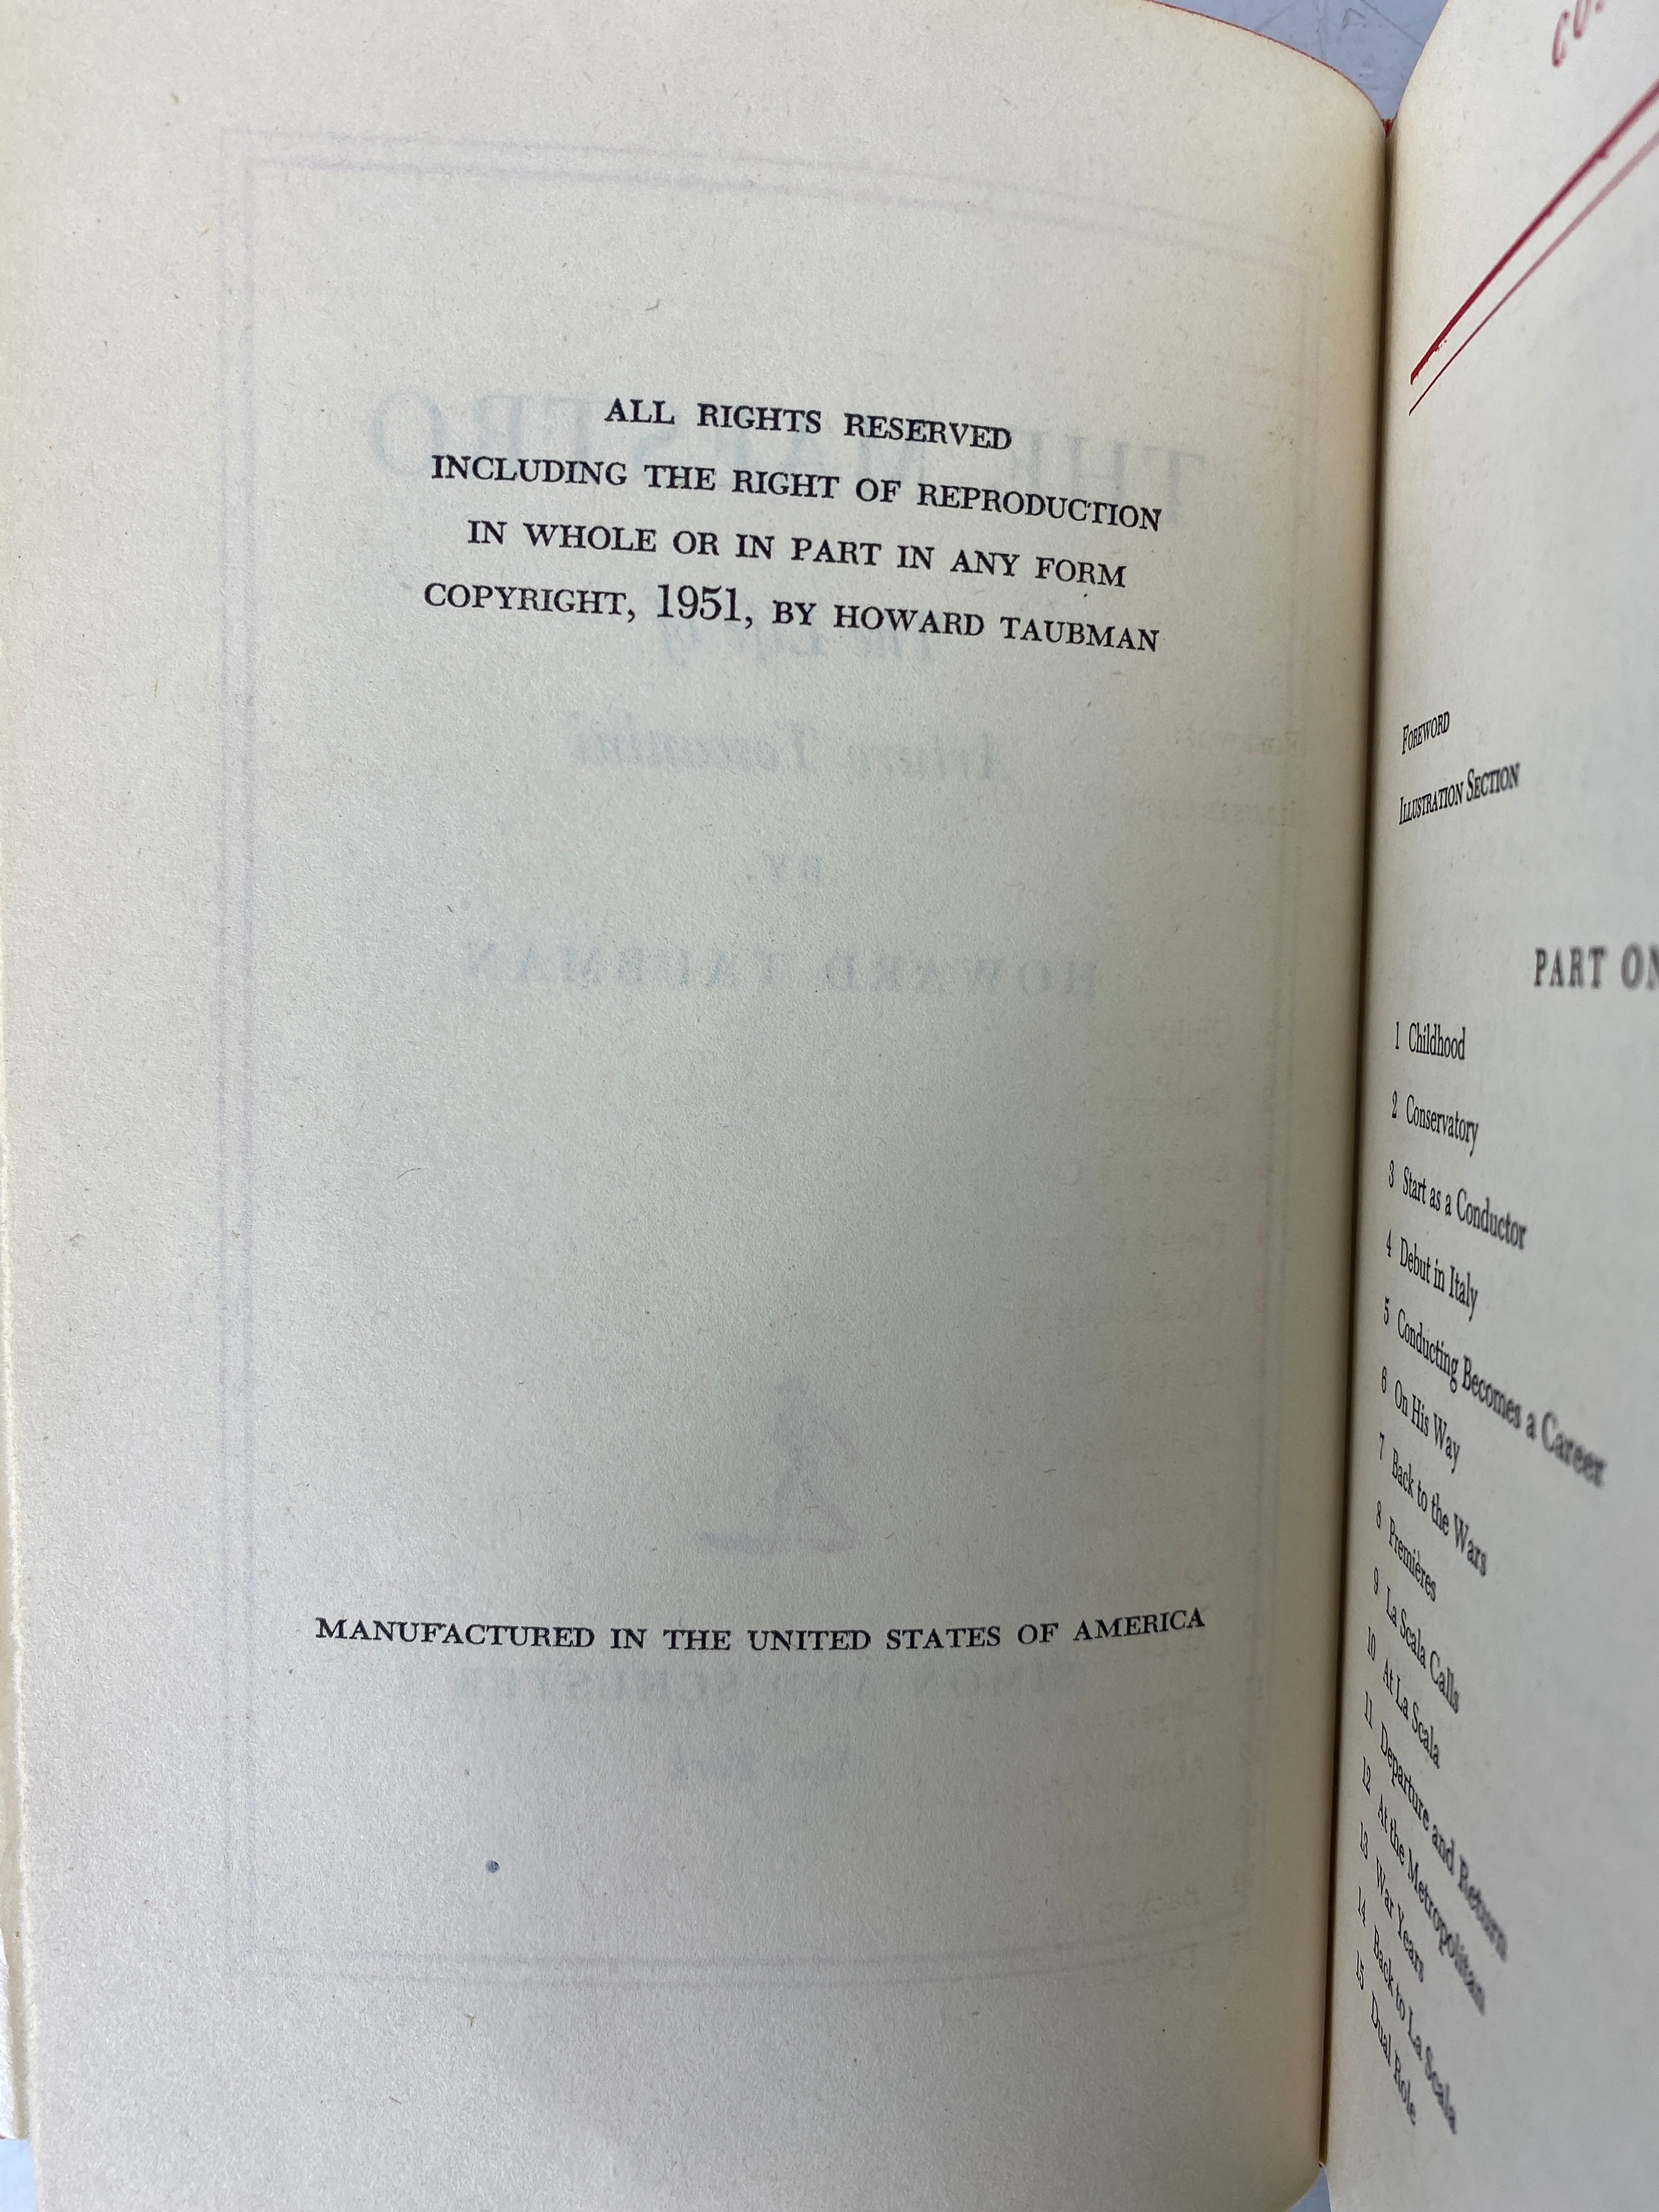 ALL RIGHTS RESERVED
INCLUDING THE RIGHT OF REPRODUCTION
IN WHOLE OR IN PART IN ANY FORM
COPYRIGHT, 1951, BY HOWARD TAUBMAN
MANUFACTURED IN THE UNITED STATES OF AMERICA
FOREWORD
ILLUSTRATION SECTION
PART ON
1 Childhood
2 Conservatory
3 Start as a Conductor
4 Debut in Italy
5 Conducting Becomes a Career
6 On His Way
7 Back to the Wars
8 Premières
9 La Scala Calls
10 At La Scala
11 Departure and Return
12 At the Metropolitan
13 War Years
14 Back to La Scala
15 Dual Role